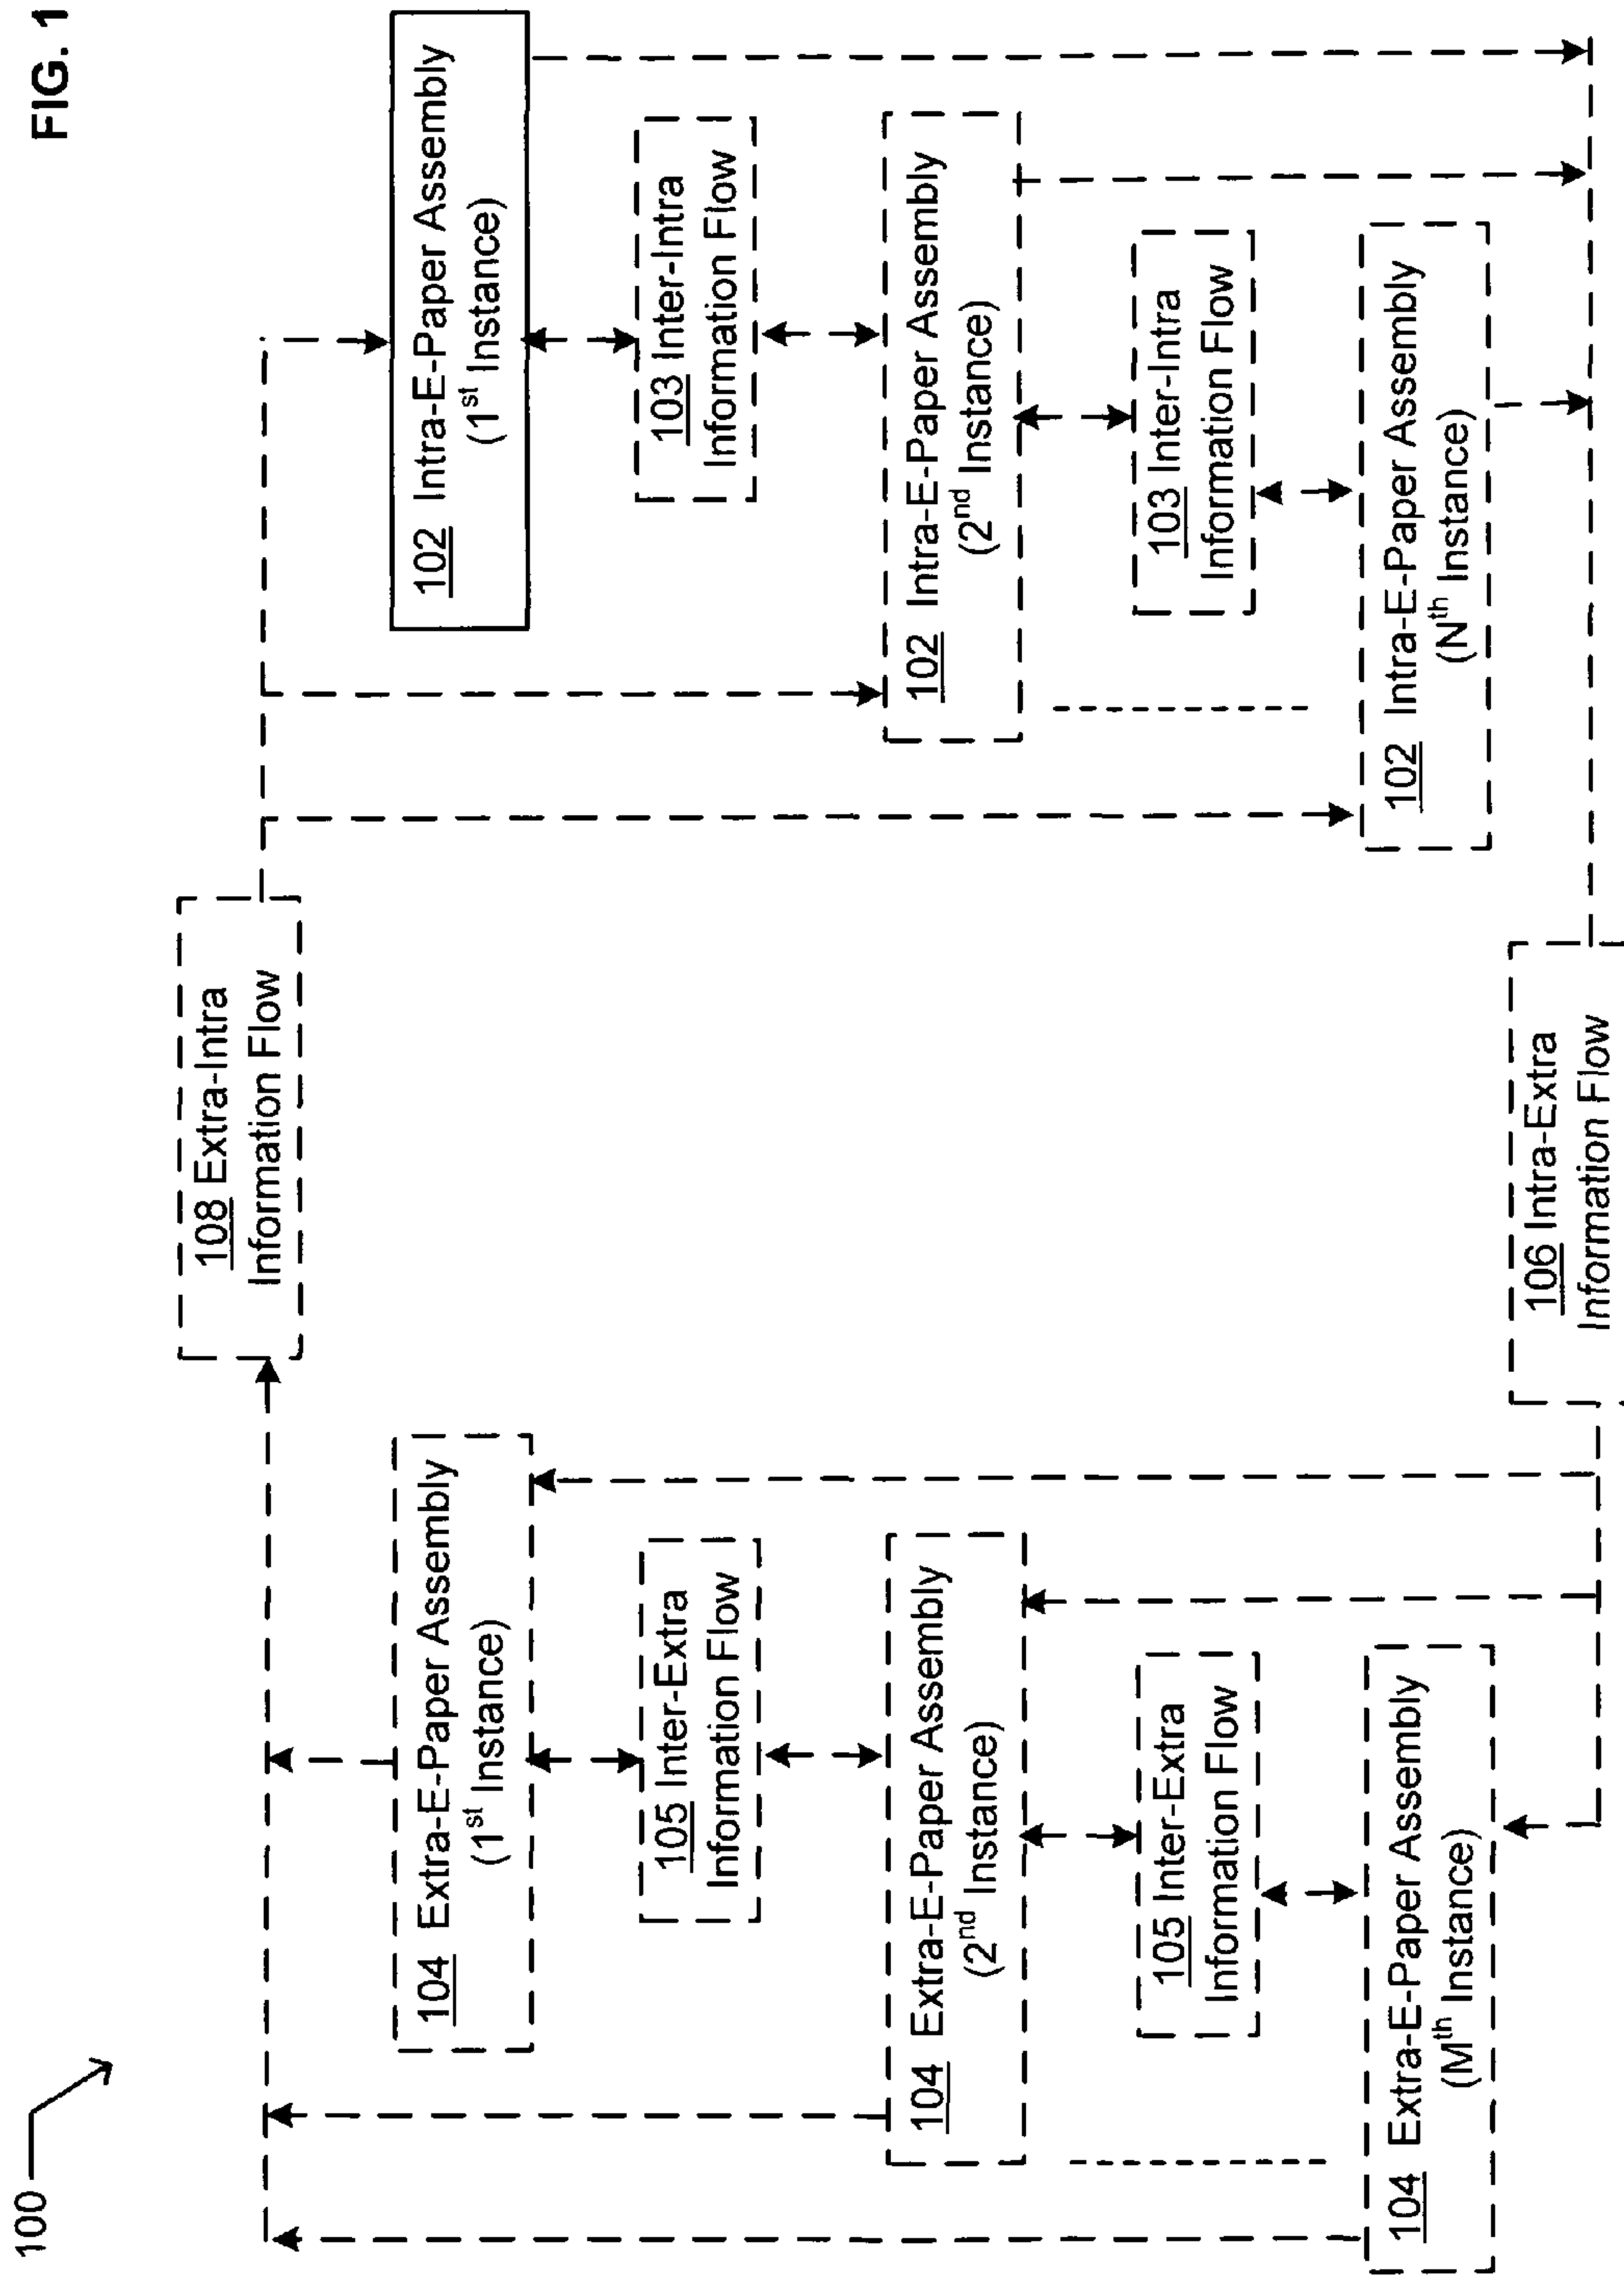 FIG. 1
100
108 Extra-Intra
Information Flow
104 Extra-E-Paper Assembly
(1st Instance)
102 Intra-E-Paper Assembly
(1st Instance)
105 Inter-Extra
Information Flow
103 Inter-Intra
Information Flow
104 Extra-E-Paper Assembly
(2nd Instance)
102 Intra-E-Paper Assembly
(2nd Instance)
105 Inter-Extra
Information Flow
103 Inter-Intra
Information Flow
104 Extra-E-Paper Assembly
(Mth Instance)
102 Intra-E-Paper Assembly
(Nth Instance)
106 Intra-Extra
Information Flow